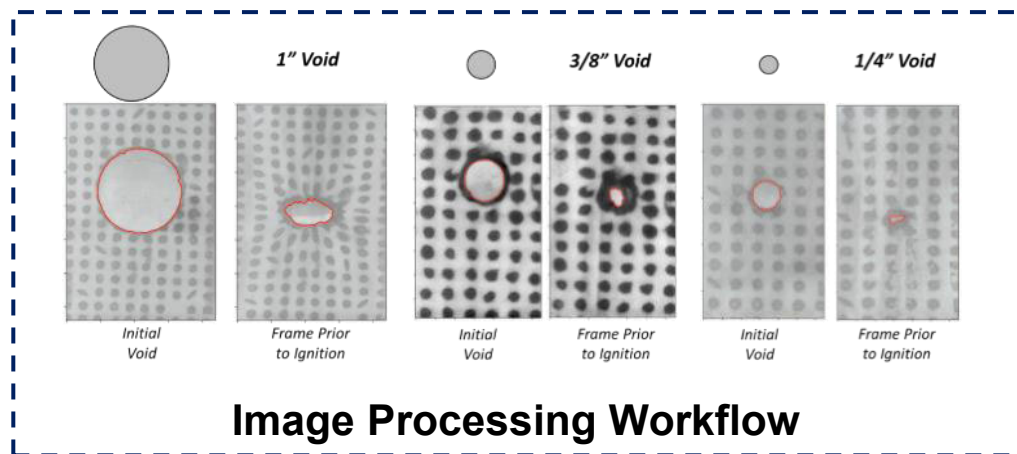 1” Void
3/8” Void
1/4” Void
Initial
Void
Frame Prior
to Ignition
Initial
Void
Frame Prior
to Ignition
Initial
Void
Frame Prior
to Ignition
Image Processing Workflow